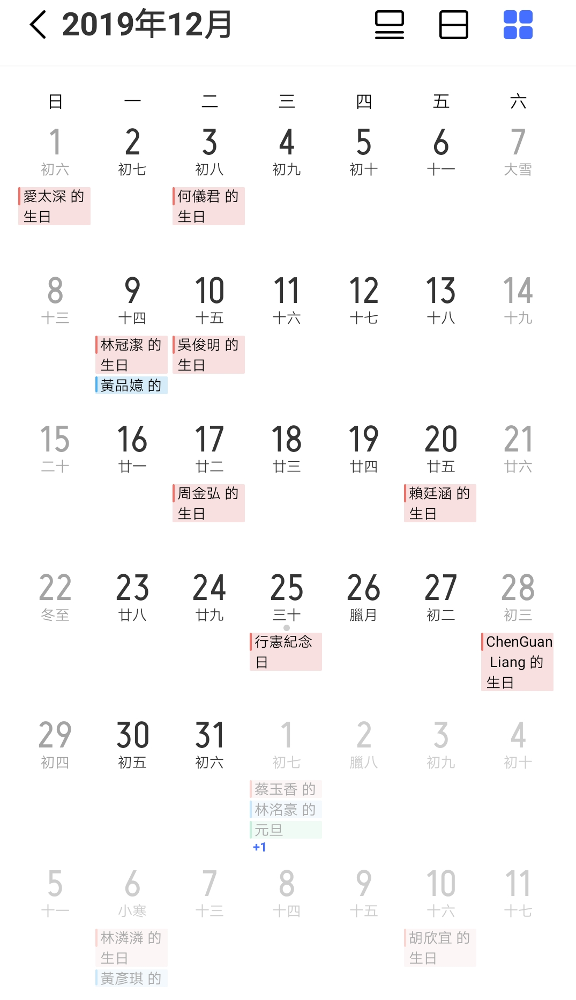 2019年12月
日 一 二 三 四 五 六
1 2 3 4 5 6 7
初六 初七 初八 初九 初十 十一 大雪
愛太深 的 何儀君 的
生日 生日
8 9 10 11 12 13 14
十三 十四 十五 十六 十七 十八 十九
林冠潔 的 吳俊明 的
生日 生日
黃品嬑 的
15 16 17 18 19 20 21
二十 廿一 廿二 廿三 廿四 廿五 廿六
周金弘 的 賴廷涵 的
生日 生日
22 23 24 25 26 27 28
冬至 廿八 廿九 三十 臘月 初二 初三
行憲紀念 ChenGuan
日 Liang 的
生日
29 30 31 1 2 3 4
初四 初五 初六 初七 臘八 初九 初十
蔡玉香 的
林洺豪 的
元旦
+1
5 6 7 8 9 10 11
十一 小寒 十三 十四 十五 十六 十七
林潾潾 的 胡欣宜 的
生日 生日
黃彥琪 的